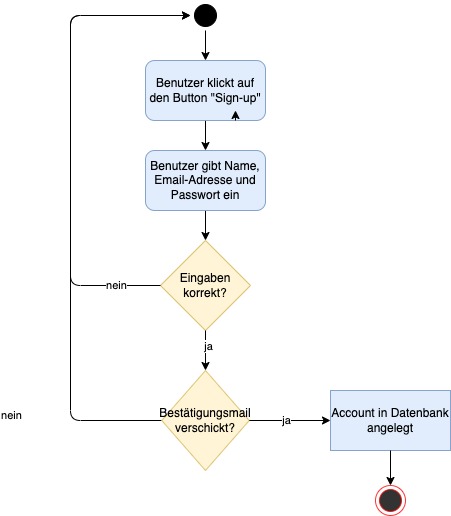 Benutzer klickt auf
den Button "Sign-up"
Benutzer gibt Name,
Email-Adresse und
Passwort ein
Eingaben
korrekt?
nein
ja
Bestätigungsmail
verschickt?
nein
ja
Account in Datenbank
angelegt